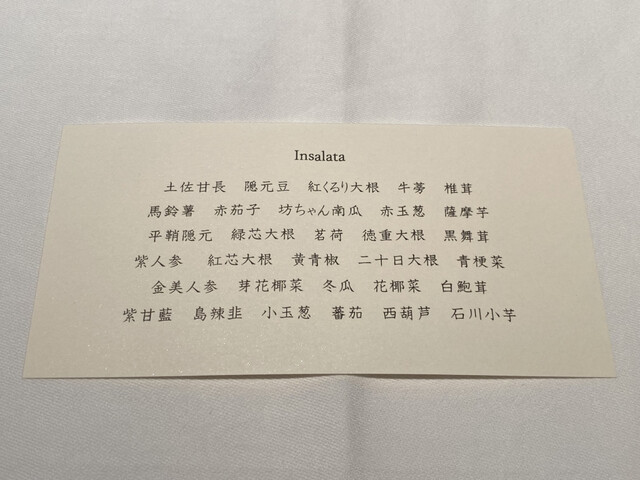 Insalata
土佐甘長 隠元豆 紅くるり大根 牛蒡 椎茸
馬鈴薯 赤茄子 坊ちゃん南瓜 赤玉葱 薩摩芋
平鞘隠元 緑芯大根 茗荷 徳重大根 黒舞茸
紫人参 紅芯大根 黄青椒 二十日大根 青梗菜
金美人参 芽花椰菜 冬瓜 花椰菜 白鮑茸
紫甘藍 島辣韭 小玉葱 蕃茄 西葫芦 石川小芋